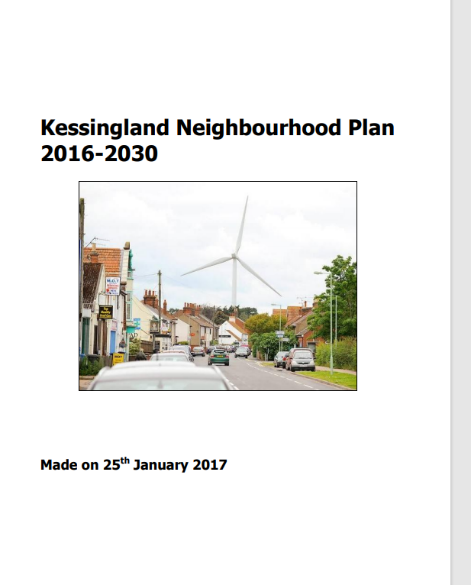 Kessingland Neighbourhood Plan
2016-2030
Made on 25th January 2017